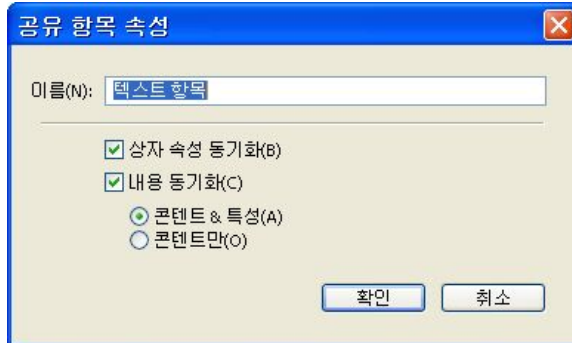 공유 항목 속성
이름(N): 텍스트 항목
상자 속성 동기화(B)
내용 동기화(C)
콘텐트 & 특성(A)
콘텐트만(O)
확인 취소